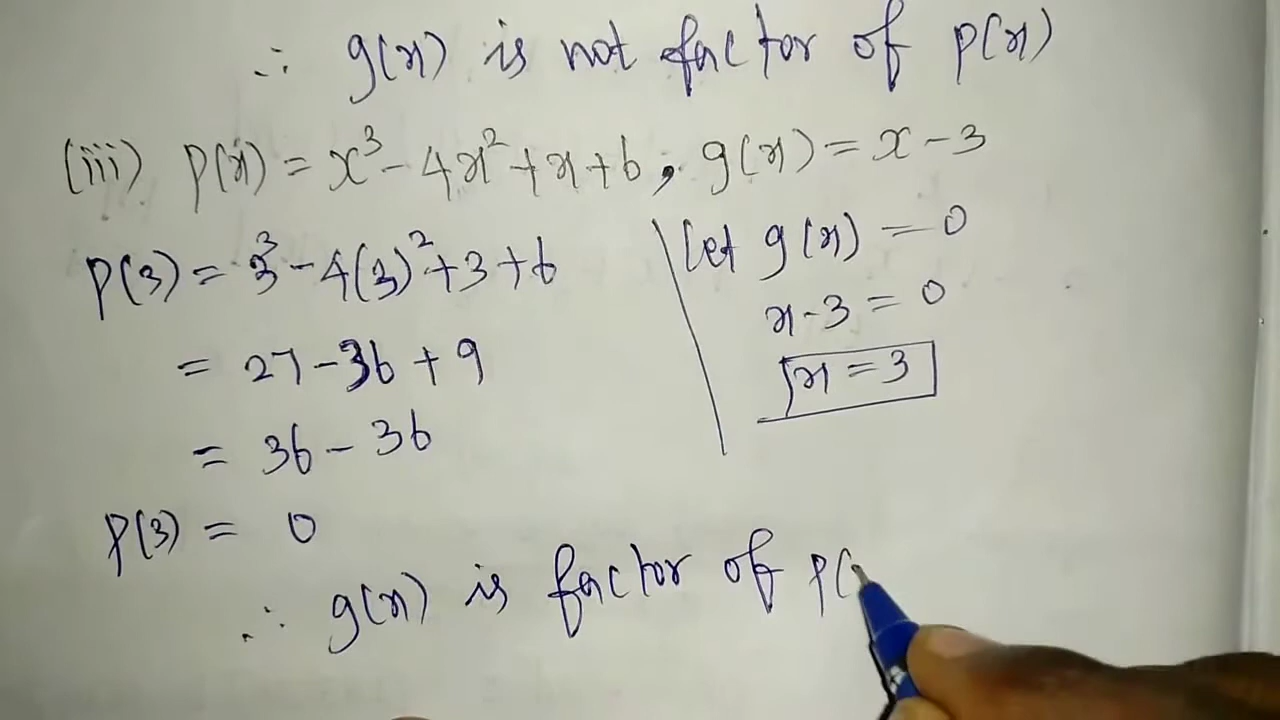 ∴ g(x) is not factor of p(x)
(iii) p(x) = x³ - 4x² + x + 6, g(x) = x - 3
p(3) = 3³ - 4(3)² + 3 + 6
= 27 - 36 + 9
= 36 - 36
p(3) = 0
Let g(x) = 0
x - 3 = 0
x = 3
∴ g(x) is factor of p(